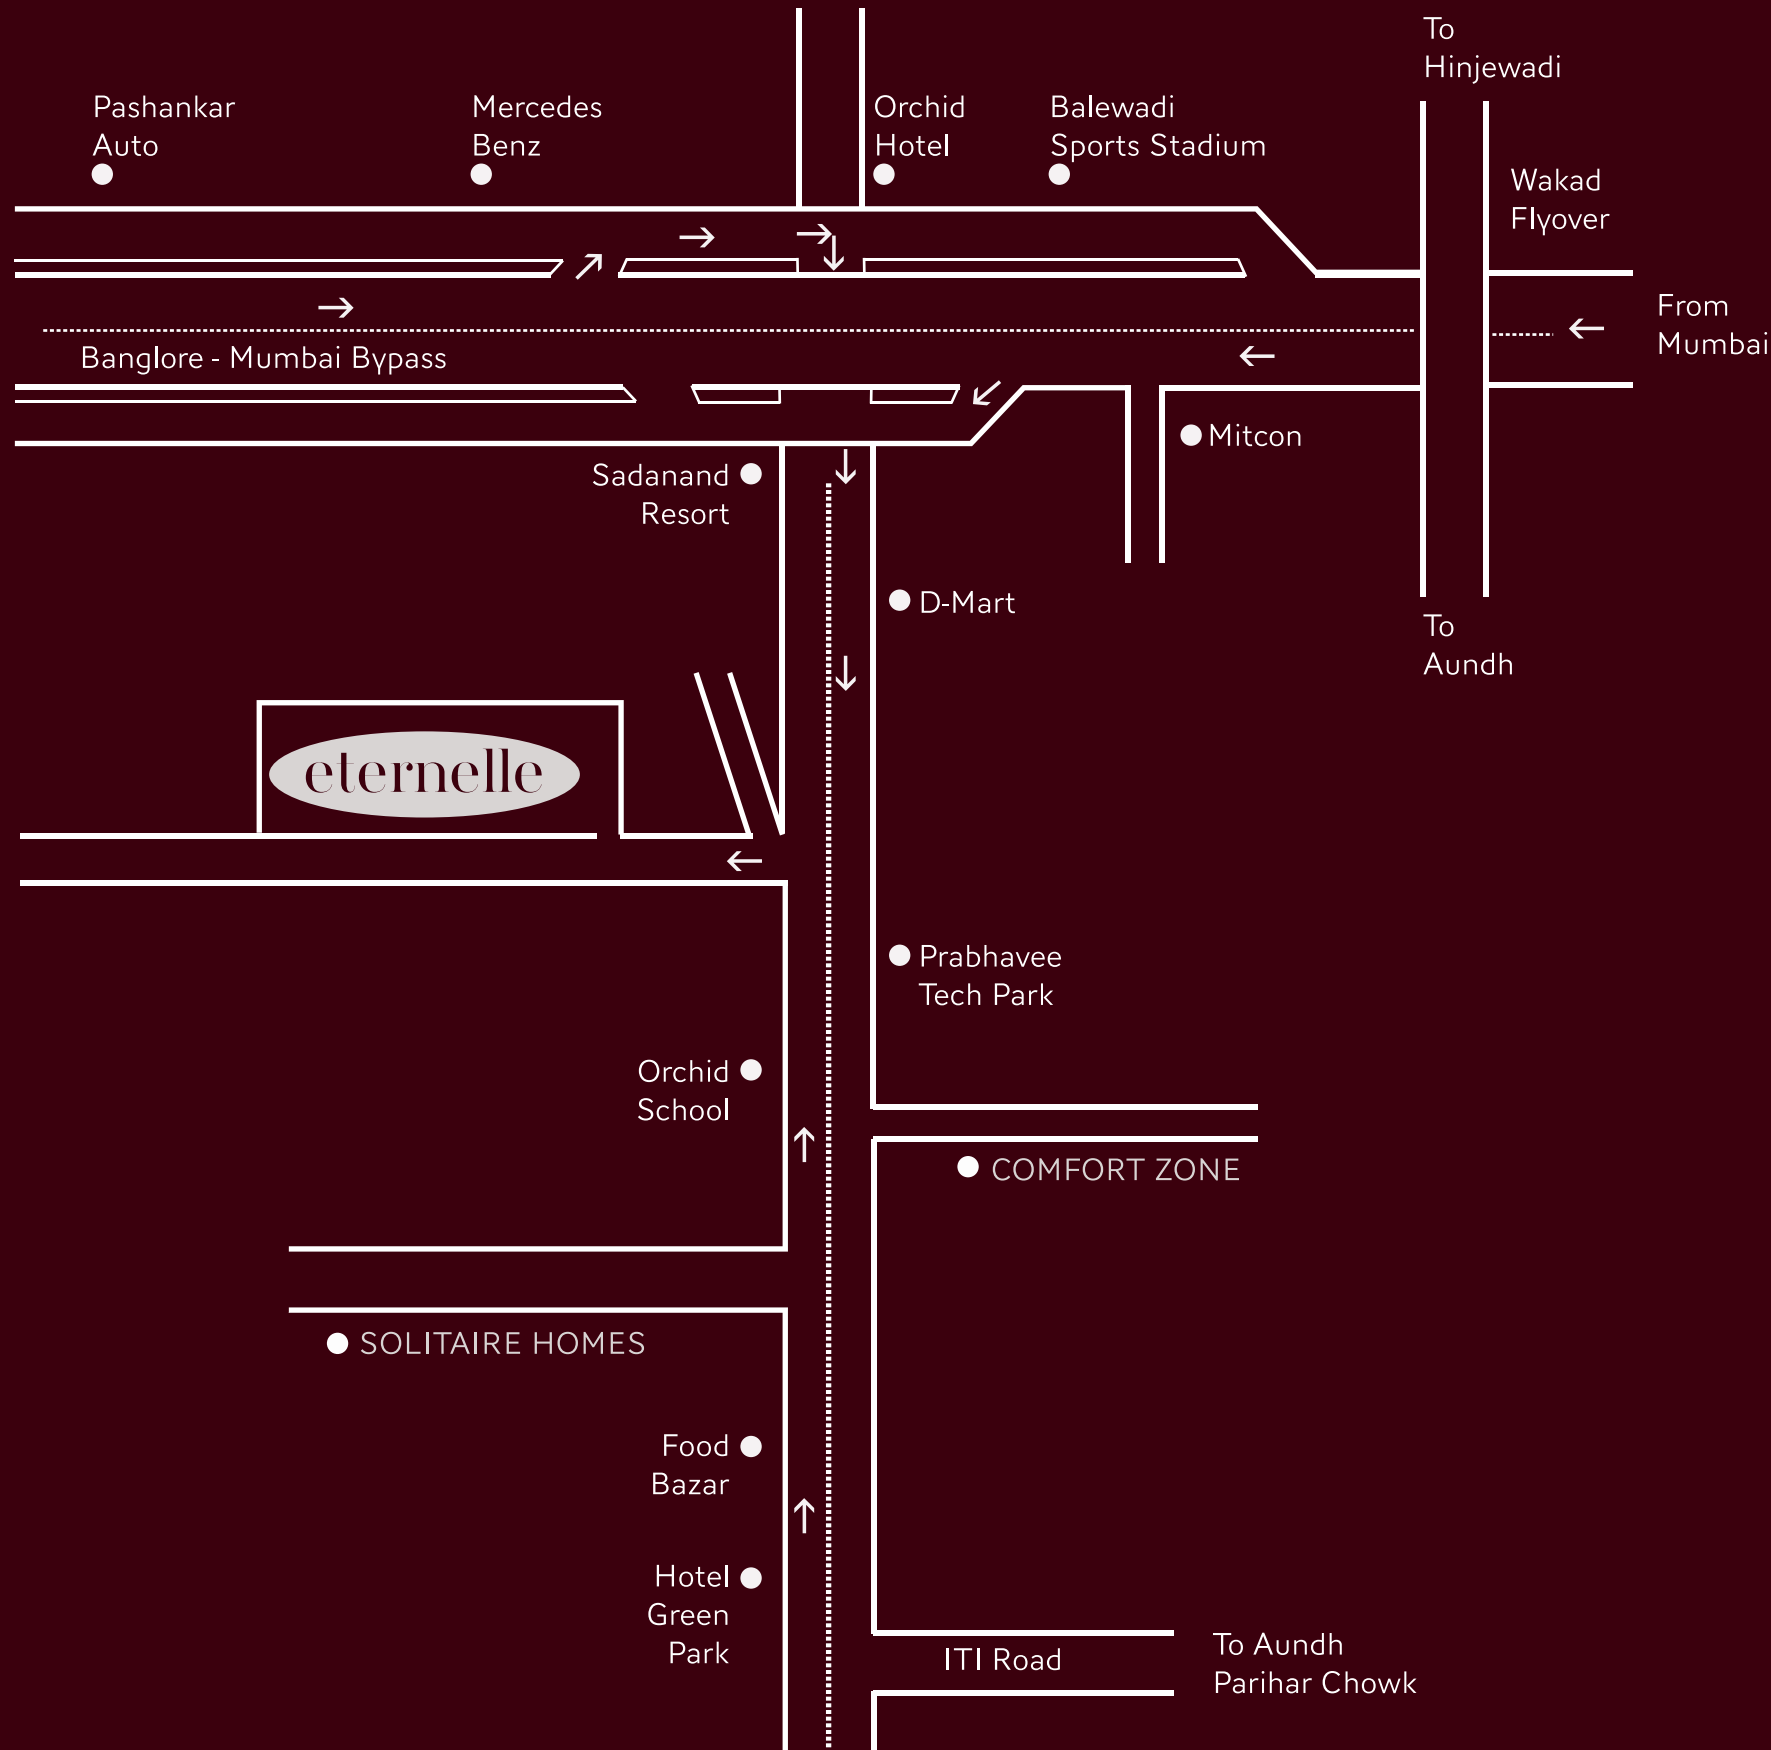 To
Hinjewadi
Pashankar
Auto
Mercedes
Benz
Orchid
Hotel
Balewadi
Sports Stadium
Wakad
Flyover
From
Mumbai
Banglore - Mumbai Bypass
Mitcon
Sadanand
Resort
D-Mart
To
Aundh
eternelle
Prabhavee
Tech Park
Orchid
School
COMFORT ZONE
SOLITAIRE HOMES
Food
Bazar
Hotel
Green
Park
ITI Road
To Aundh
Parihar Chowk